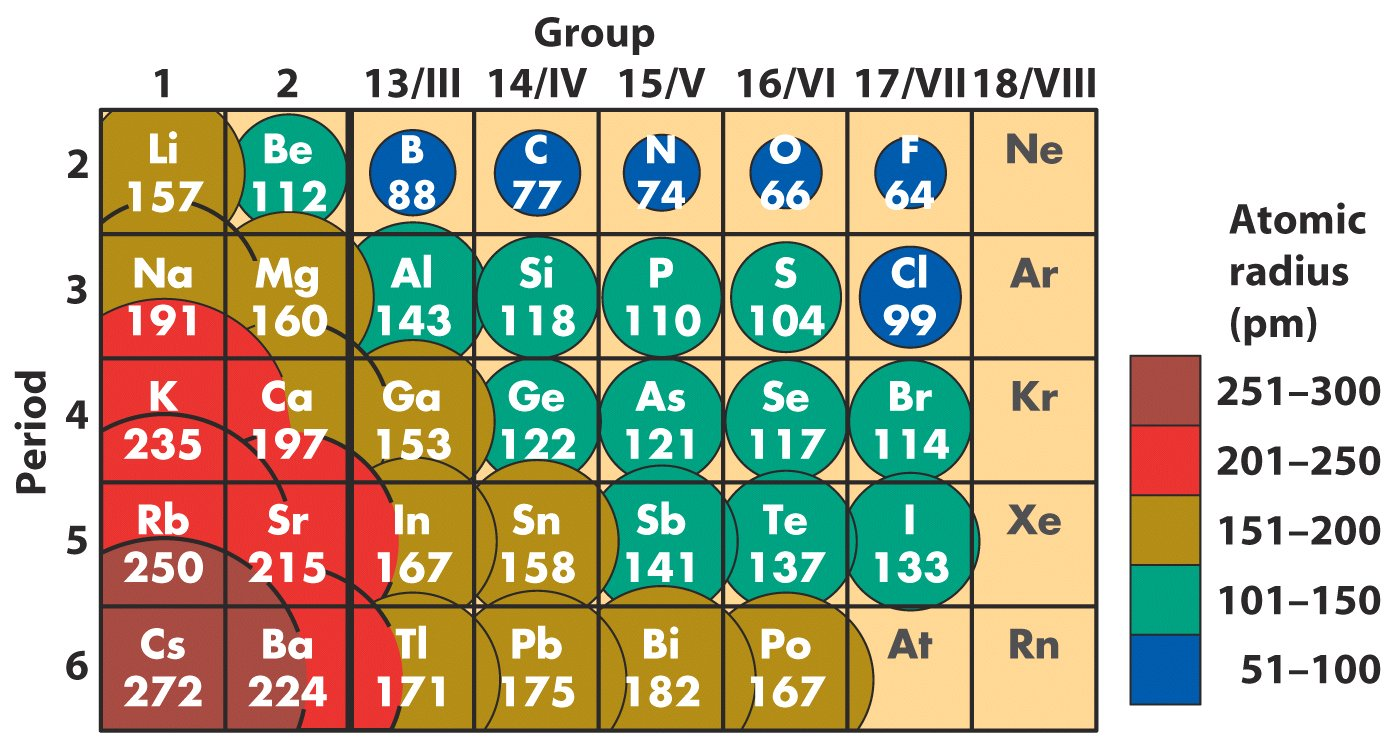 Group
1 2 13/III 14/IV 15/V 16/VI 17/VII 18/VIII
Period
2
Li Be B C N O F Ne
157 112 88 77 74 66 64
3
Na Mg Al Si P S Cl Ar
191 160 143 118 110 104 99
4
K Ca Ga Ge As Se Br Kr
235 197 153 122 121 117 114
5
Rb Sr In Sn Sb Te I Xe
250 215 167 158 141 137 133
6
Cs Ba Tl Pb Bi Po At Rn
272 224 171 175 182 167
Atomic
radius
(pm)
251–300
201–250
151–200
101–150
51–100